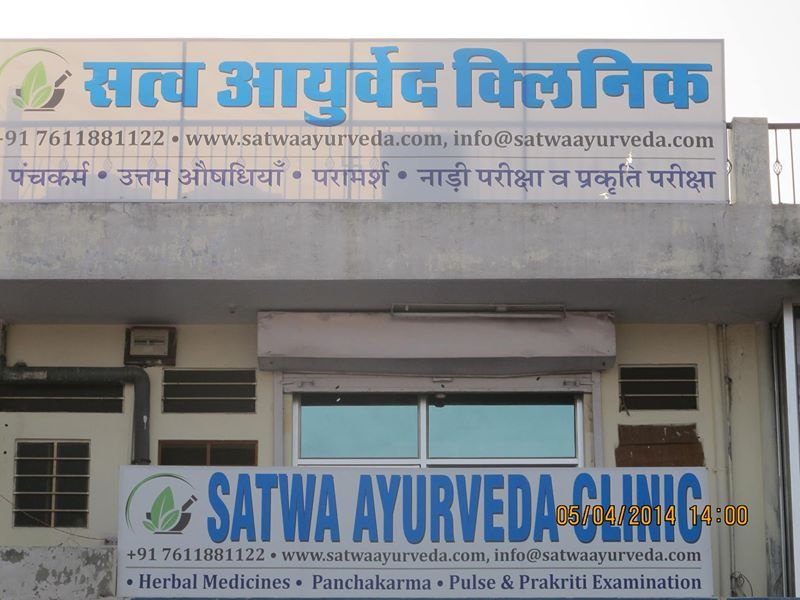 सत्व आयुर्वेद क्लिनिक
+91 7611881122 • www.satwaayurveda.com, info@satwaayurveda.com
पंचकर्म • उत्तम औषधियाँ • परामर्श • नाड़ी परीक्षा व प्रकृति परीक्षा
SATWA AYURVEDA CLINIC
05/04/2014 14:00
+91 7611881122 • www.satwaayurveda.com, info@satwaayurveda.com
• Herbal Medicines • Panchakarma • Pulse & Prakriti Examination